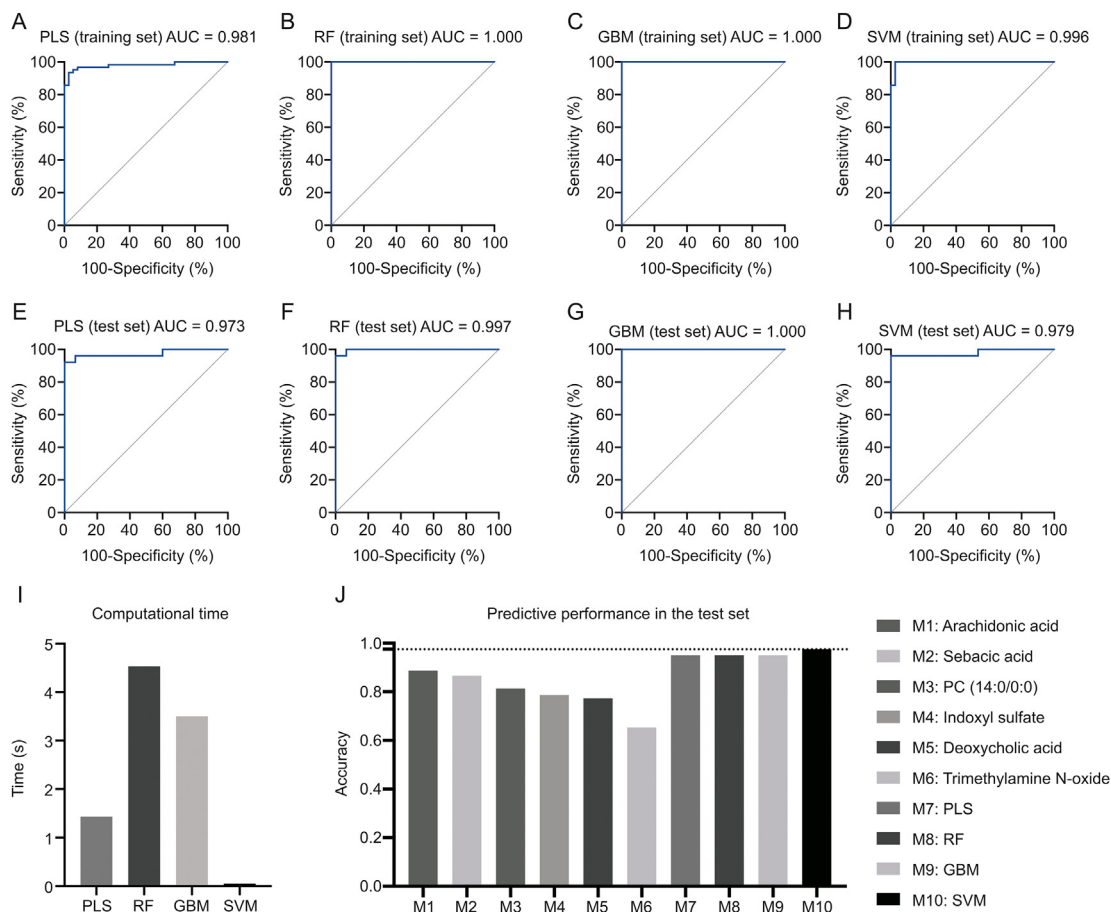 A
PLS (training set) AUC = 0.981
Sensitivity (%)
100
80
60
40
20
0
0 20 40 60 80 100
100-Specificity (%)
B
RF (training set) AUC = 1.000
Sensitivity (%)
100
80
60
40
20
0
0 20 40 60 80 100
100-Specificity (%)
C
GBM (training set) AUC = 1.000
Sensitivity (%)
100
80
60
40
20
0
0 20 40 60 80 100
100-Specificity (%)
D
SVM (training set) AUC = 0.996
Sensitivity (%)
100
80
60
40
20
0
0 20 40 60 80 100
100-Specificity (%)
E
PLS (test set) AUC = 0.973
Sensitivity (%)
100
80
60
40
20
0
0 20 40 60 80 100
100-Specificity (%)
F
RF (test set) AUC = 0.997
Sensitivity (%)
100
80
60
40
20
0
0 20 40 60 80 100
100-Specificity (%)
G
GBM (test set) AUC = 1.000
Sensitivity (%)
100
80
60
40
20
0
0 20 40 60 80 100
100-Specificity (%)
H
SVM (test set) AUC = 0.979
Sensitivity (%)
100
80
60
40
20
0
0 20 40 60 80 100
100-Specificity (%)
I
Computational time
Time (s)
5
4
3
2
1
0
PLS RF GBM SVM
J
Predictive performance in the test set
Accuracy
1.0
0.8
0.6
0.4
0.2
0.0
M1 M2 M3 M4 M5 M6 M7 M8 M9 M10
M1: Arachidonic acid
M2: Sebacic acid
M3: PC (14:0/0:0)
M4: Indoxyl sulfate
M5: Deoxycholic acid
M6: Trimethylamine N-oxide
M7: PLS
M8: RF
M9: GBM
M10: SVM